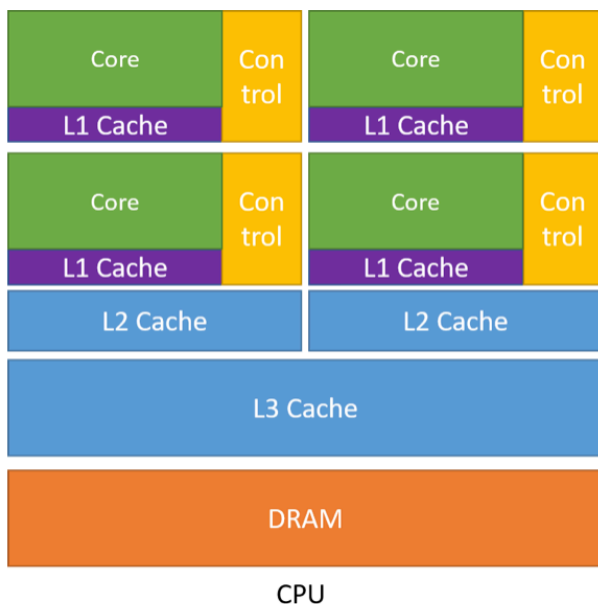 Core
Con
trol
L1 Cache
Core
Con
trol
L1 Cache
Core
Con
trol
L1 Cache
Core
Con
trol
L1 Cache
L2 Cache
L2 Cache
L3 Cache
DRAM
CPU